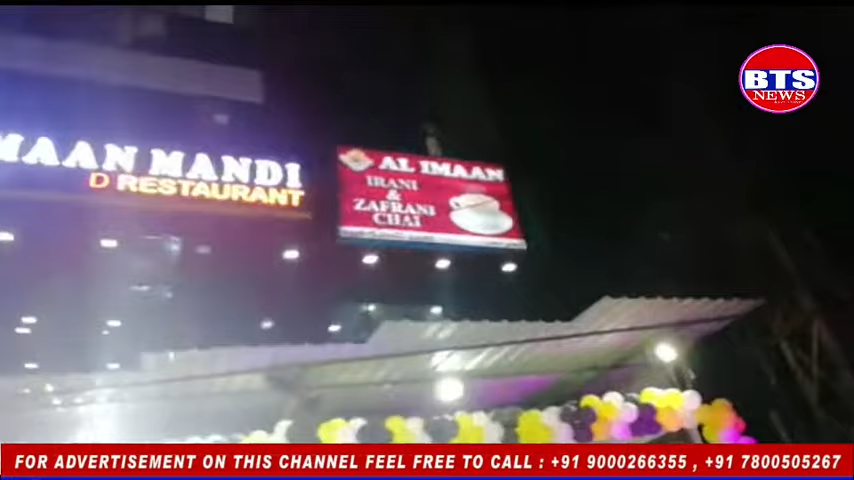 BTS
NEWS
MAAN MANDI
D RESTAURANT
AL IMAAN
IRANI
&
ZAFRANI
CHAI
FOR ADVERTISEMENT ON THIS CHANNEL FEEL FREE TO CALL : +91 9000266355 , +91 7800505267